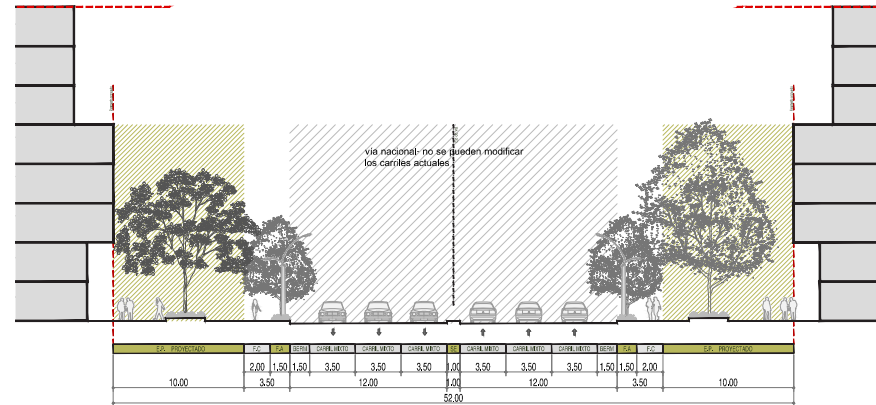 vía nacional- no se pueden modificar
los carriles actuales
E.P. PROYECTADO F.C F.A BERM CARRIL MIXTO CARRIL MIXTO CARRIL MIXTO SE CARRIL MIXTO CARRIL MIXTO CARRIL MIXTO BERM F.A F.C E.P. PROYECTADO
2.00 1.50 1.50 3.50 3.50 3.50 3.50 3.50 3.50 1.50 1.50 2.00
10.00 3.50 12.00 1.00 12.00 3.50 10.00
52.00